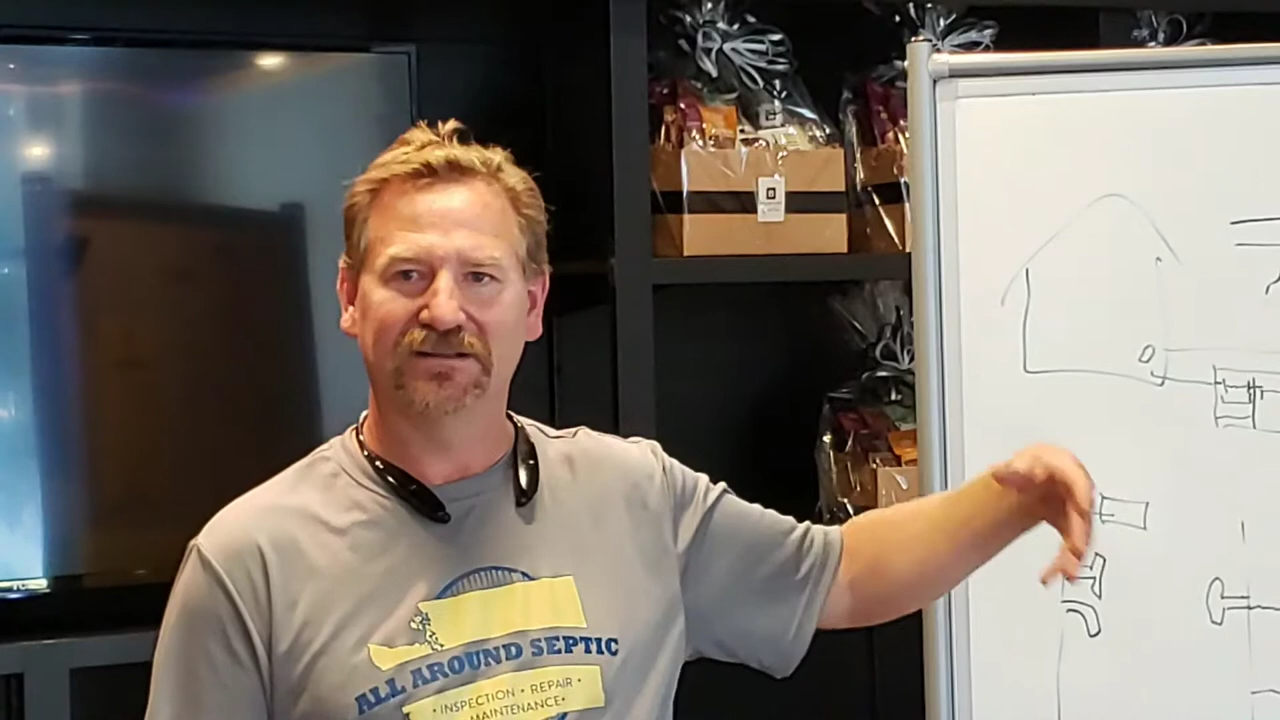 ALL AROUND SEPTIC
• INSPECTION • REPAIR •
MAINTENANCE •